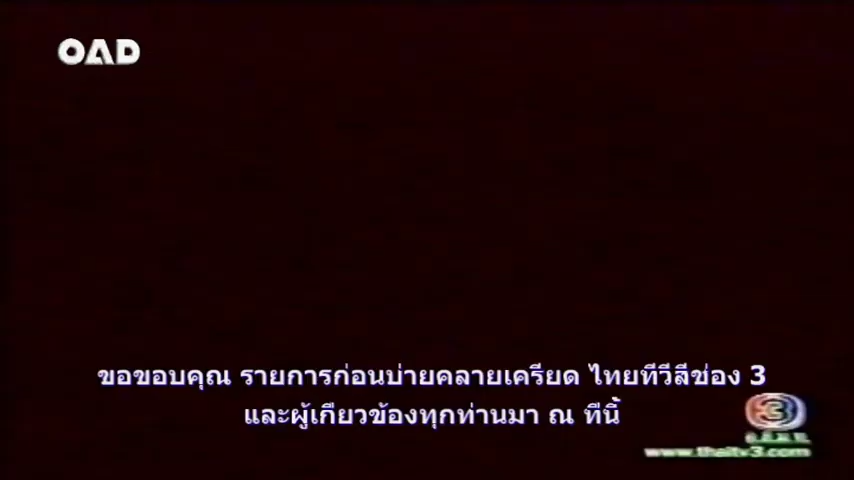 OAD
ขอขอบคุณ รายการก่อนบ่ายคลายเครียด ไทยทีวีสีช่อง 3
และผู้เกี่ยวข้องทุกท่านมา ณ ที่นี้
3
www.thaitv3.com